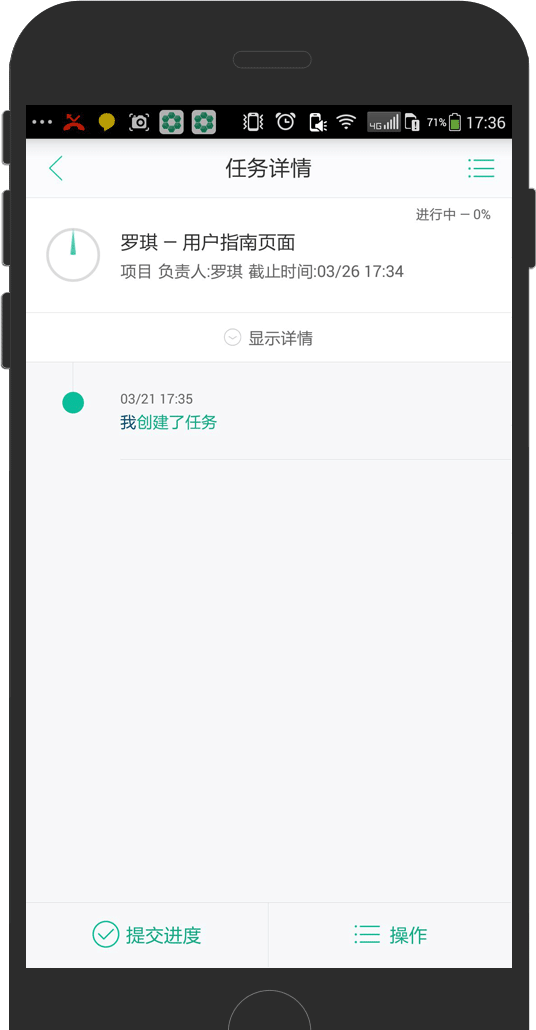 4G 71% 17:36
任务详情
进行中 — 0%
罗琪 — 用户指南页面
项目 负责人:罗琪 截止时间:03/26 17:34
显示详情
03/21 17:35
我创建了任务
提交进度 操作